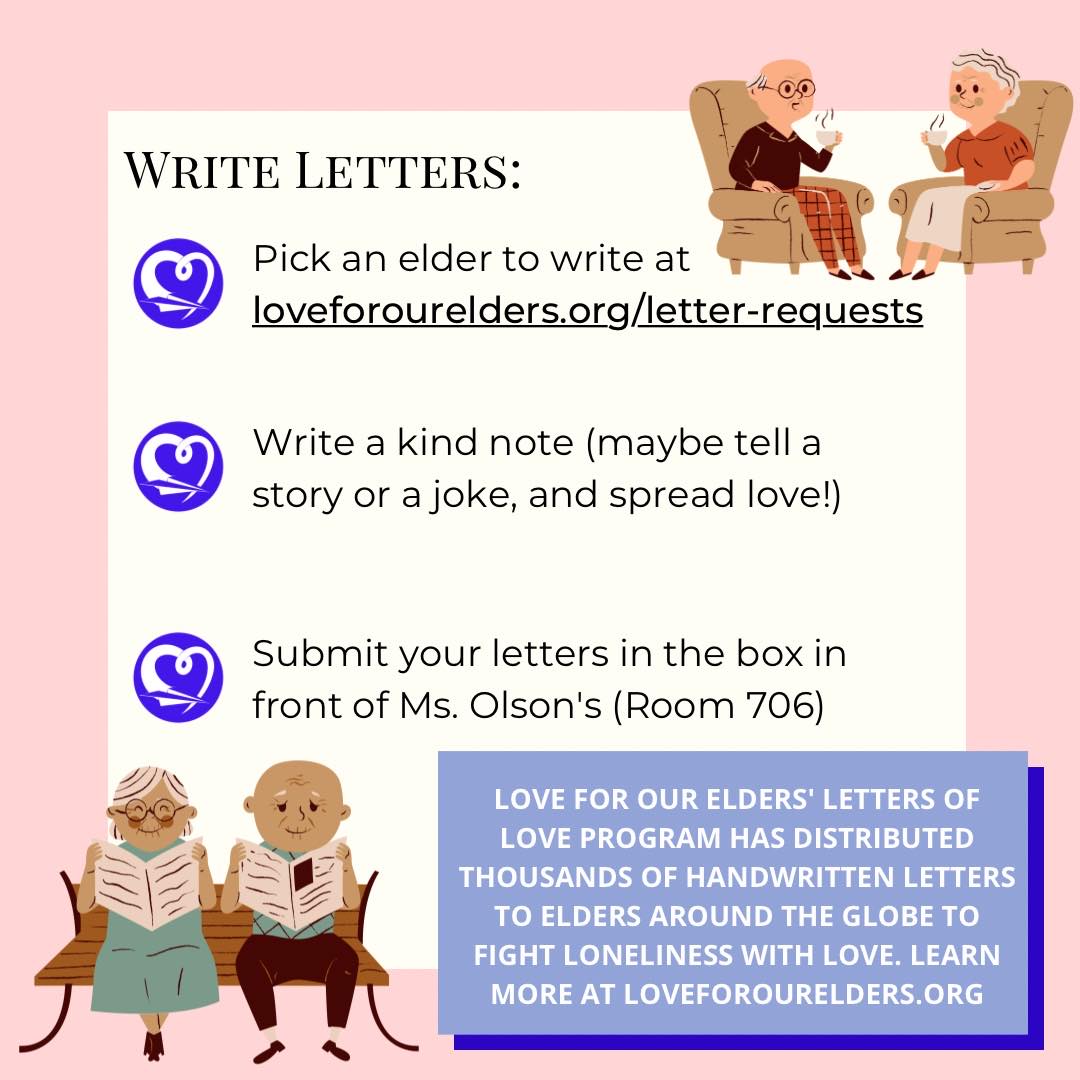 Write Letters:
Pick an elder to write at
loveforourelders.org/letter-requests
Write a kind note (maybe tell a
story or a joke, and spread love!)
Submit your letters in the box in
front of Ms. Olson's (Room 706)
LOVE FOR OUR ELDERS' LETTERS OF
LOVE PROGRAM HAS DISTRIBUTED
THOUSANDS OF HANDWRITTEN LETTERS
TO ELDERS AROUND THE GLOBE TO
FIGHT LONELINESS WITH LOVE. LEARN
MORE AT LOVEFOROURELDERS.ORG